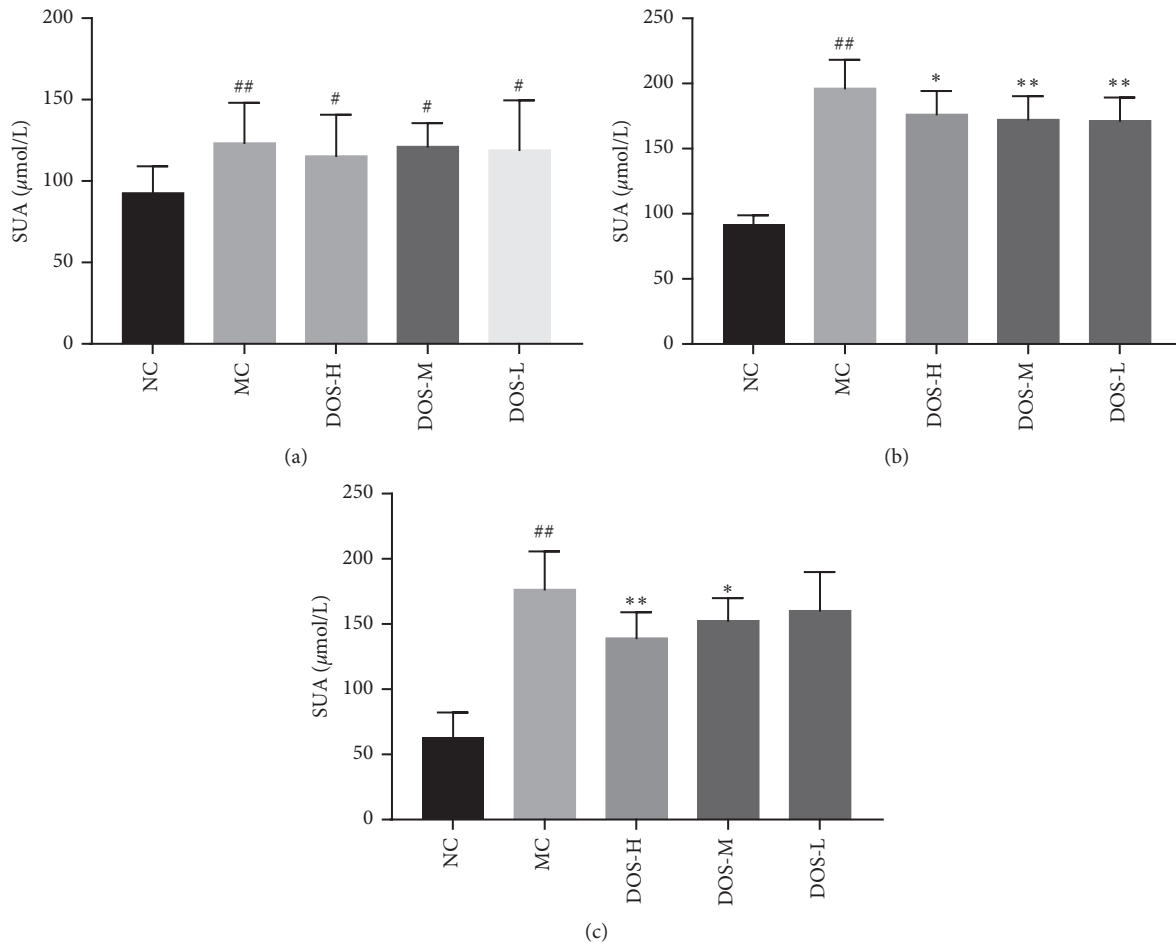 200
150
100
50
0
SUA (μmol/L)
##
#
#
#
NC
MC
DOS-H
DOS-M
DOS-L
(a)
250
200
150
100
50
0
SUA (μmol/L)
##
*
**
**
NC
MC
DOS-H
DOS-M
DOS-L
(b)
250
200
150
100
50
0
SUA (μmol/L)
##
**
*
NC
MC
DOS-H
DOS-M
DOS-L
(c)